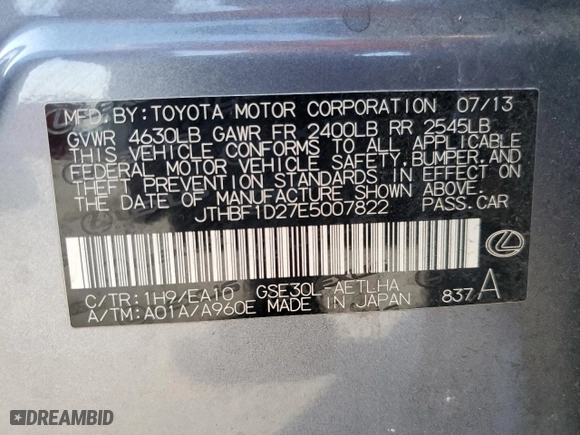 MFD. BY: TOYOTA MOTOR CORPORATION 07/13
GVWR 4630LB GAWR FR 2400LB RR 2545LB
THIS VEHICLE CONFORMS TO ALL APPLICABLE
FEDERAL MOTOR VEHICLE SAFETY, BUMPER, AND
THEFT PREVENTION STANDARDS IN EFFECT ON
THE DATE OF MANUFACTURE SHOWN ABOVE.
JTHBF1D27E5007822 PASS.CAR
C/TR: 1H9/EA10 GSE30L-AETLHA
A/TM: A01A/A960E MADE IN JAPAN 837 A
DREAMBID